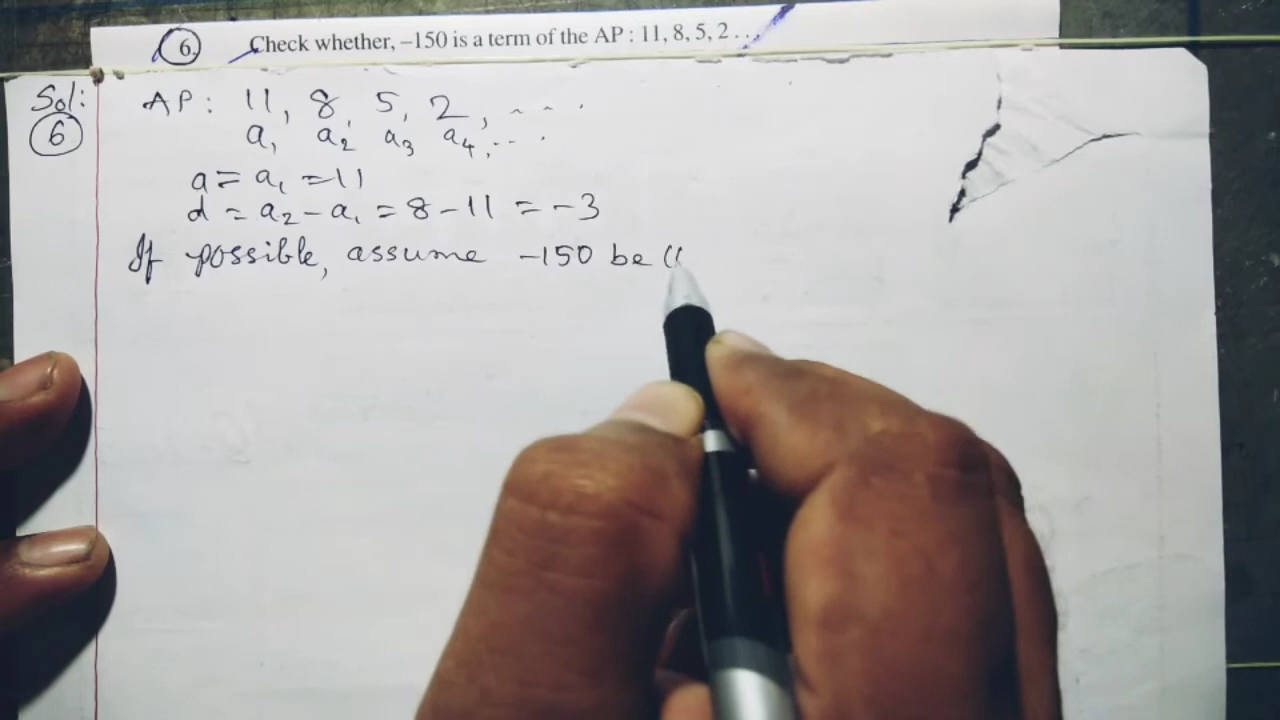 6. Check whether, –150 is a term of the AP : 11, 8, 5, 2 . . .
Sol: AP : 11, 8, 5, 2, ....
6 a₁ a₂ a₃ a₄,...
a = a₁ = 11
d = a₂ - a₁ = 8 - 11 = -3
If possible, assume -150 be